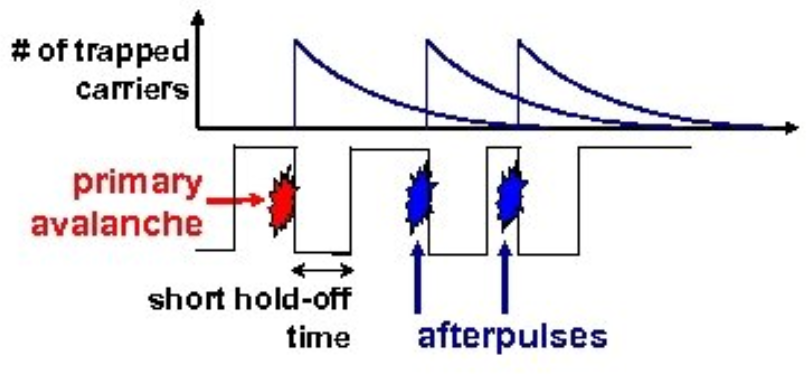 # of trapped
carriers
primary
avalanche
short hold-off
time
afterpulses